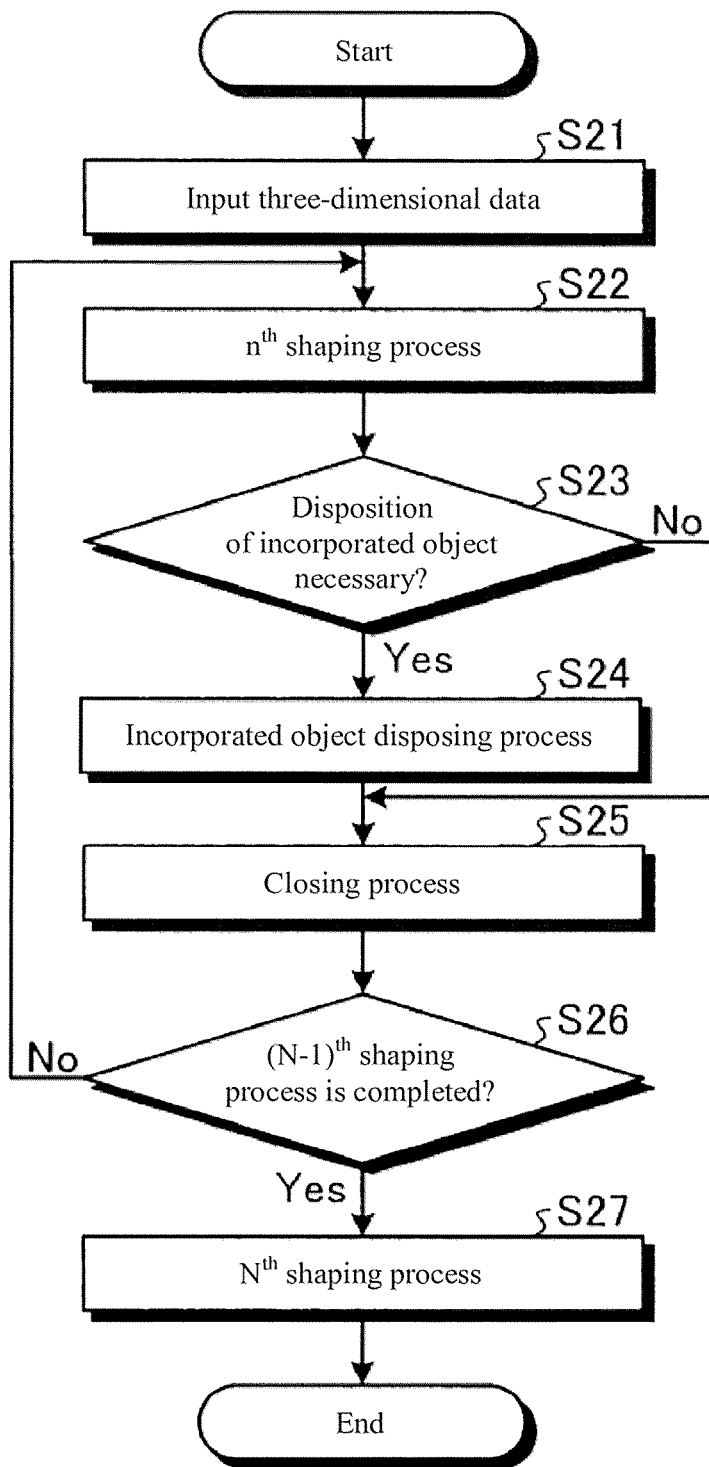 Start
S21
Input three-dimensional data
S22
nth shaping process
S23
Disposition
of incorporated object
necessary?
No
Yes
S24
Incorporated object disposing process
S25
Closing process
S26
(N-1)th shaping
process is completed?
No
Yes
S27
Nth shaping process
End